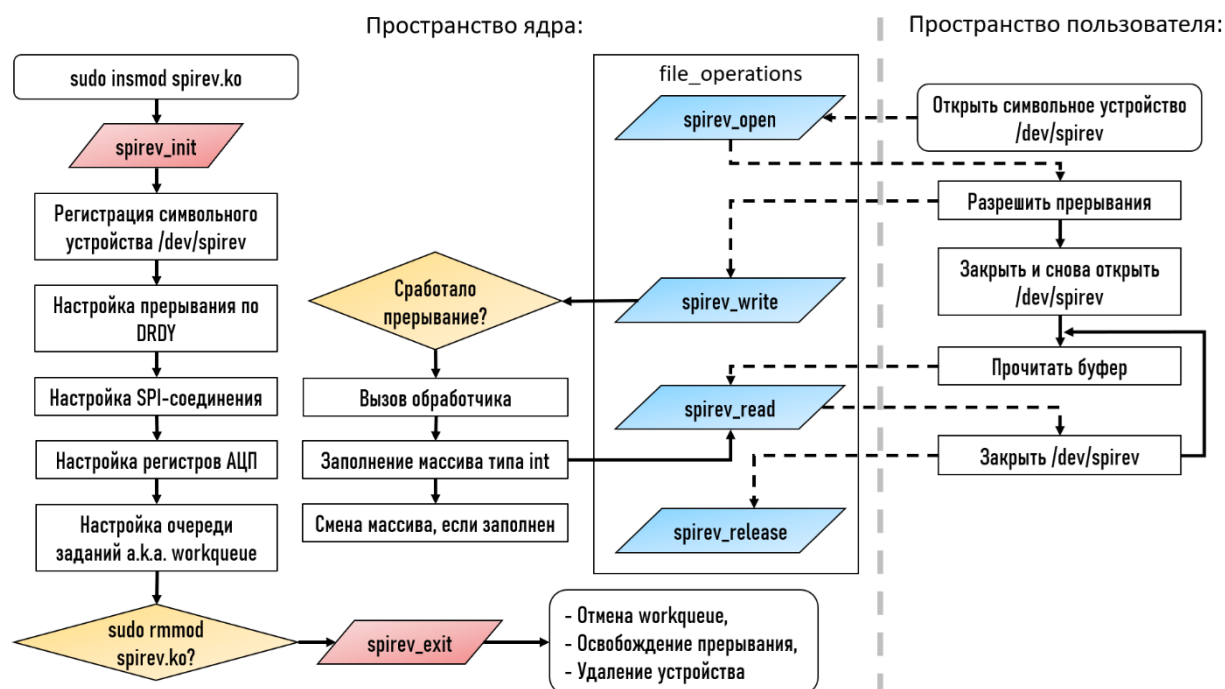 Пространство ядра:
Пространство пользователя:
sudo insmod spirev.ko
spirev_init
Регистрация символьного
устройства /dev/spirev
Настройка прерывания по
DRDY
Настройка SPI-соединения
Настройка регистров АЦП
Настройка очереди
заданий a.k.a. workqueue
sudo rmmod
spirev.ko?
spirev_exit
- Отмена workqueue,
- Освобождение прерывания,
- Удаление устройства
Сработало
прерывание?
Вызов обработчика
Заполнение массива типа int
Смена массива, если заполнен
file_operations
spirev_open
spirev_write
spirev_read
spirev_release
Открыть символьное устройство
/dev/spirev
Разрешить прерывания
Закрыть и снова открыть
/dev/spirev
Прочитать буфер
Закрыть /dev/spirev